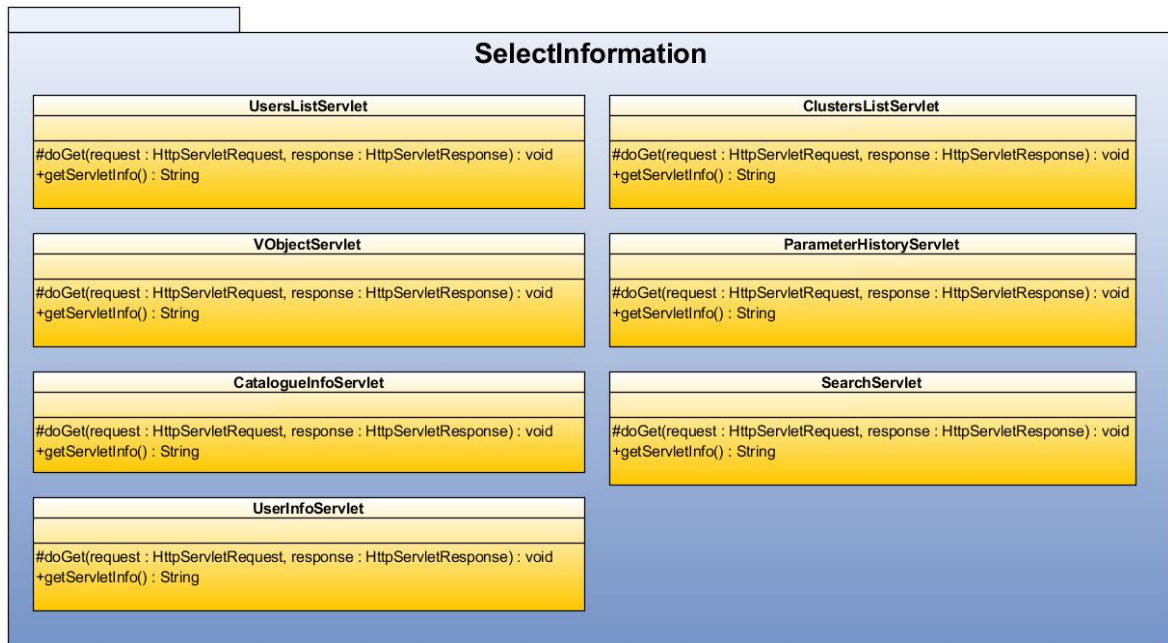 SelectInformation
UsersListServlet
#doGet(request : HttpServletRequest, response : HttpServletResponse) : void
+getServletInfo() : String
ClustersListServlet
#doGet(request : HttpServletRequest, response : HttpServletResponse) : void
+getServletInfo() : String
VObjectServlet
#doGet(request : HttpServletRequest, response : HttpServletResponse) : void
+getServletInfo() : String
ParameterHistoryServlet
#doGet(request : HttpServletRequest, response : HttpServletResponse) : void
+getServletInfo() : String
CatalogueInfoServlet
#doGet(request : HttpServletRequest, response : HttpServletResponse) : void
+getServletInfo() : String
SearchServlet
#doGet(request : HttpServletRequest, response : HttpServletResponse) : void
+getServletInfo() : String
UserInfoServlet
#doGet(request : HttpServletRequest, response : HttpServletResponse) : void
+getServletInfo() : String